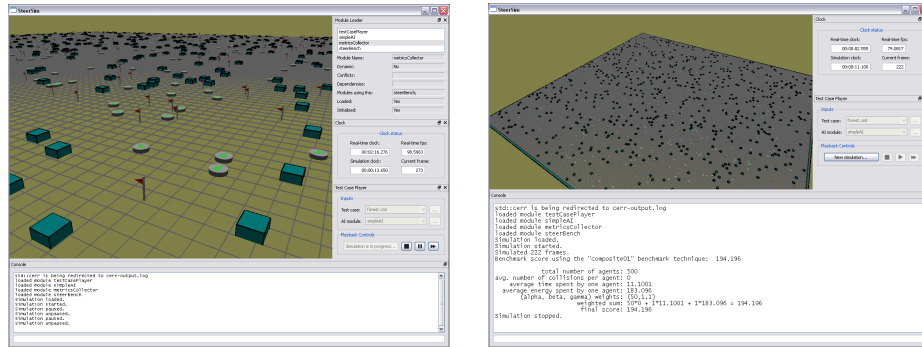 SteerSim
Module Loader
testCasePlayer
simpleAI
metricsCollector
steerBench
Module Name: metricsCollector
Dynamic: No
Conflicts:
Dependences:
Modules using this: steerBench;
Loaded: Yes
Initialized: Yes
Clock
Clock status
Real-time clock: Real-time fps:
00:02:16.276 98.5963
Simulation clock: Current frame:
00:00:13.650 273
Test Case Player
Inputs
Test case: forest.xml
AI module: simpleAI
Playback Controls
Simulation is in progress...
Console
std::cerr is being redirected to cerr-output.log
loaded module testCasePlayer
loaded module simpleAI
loaded module metricsCollector
loaded module steerBench
Simulation loaded.
Simulation started.
Simulation paused.
Simulation unpaused.
Simulation paused.
Simulation unpaused.
SteerSim
Clock
Clock status
Real-time clock: Real-time fps:
79.0017
Simulation clock: Current frame:
00:00:11.100 222
Test Case Player
Inputs
Test case: forest.xml
AI module: simpleAI
Playback Controls
New simulation...
Console
std::cerr is being redirected to cerr-output.log
loaded module testCasePlayer
loaded module simpleAI
loaded module metricsCollector
loaded module steerBench
Simulation loaded.
Simulation started.
Simulated 222 frames.
Benchmark score using the "composite01" benchmark technique: 194.196
total number of agents: 500
avg. number of collisions per agent: 0
average time spent by one agent: 11.1001
average energy spent by one agent: 183.096
(alpha, beta, gamma) weights: (50,1,1)
weighted sum: 50*0 + 1*11.1001 + 1*183.096 = 194.196
final score: 194.196
Simulation stopped.